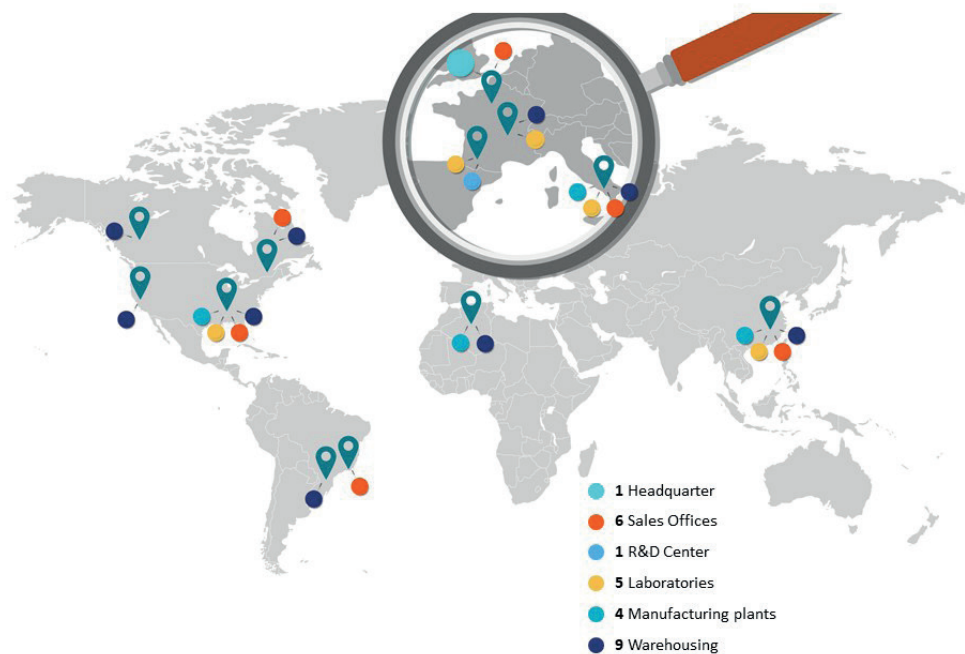 1 Headquarter
6 Sales Offices
1 R&D Center
5 Laboratories
4 Manufacturing plants
9 Warehousing